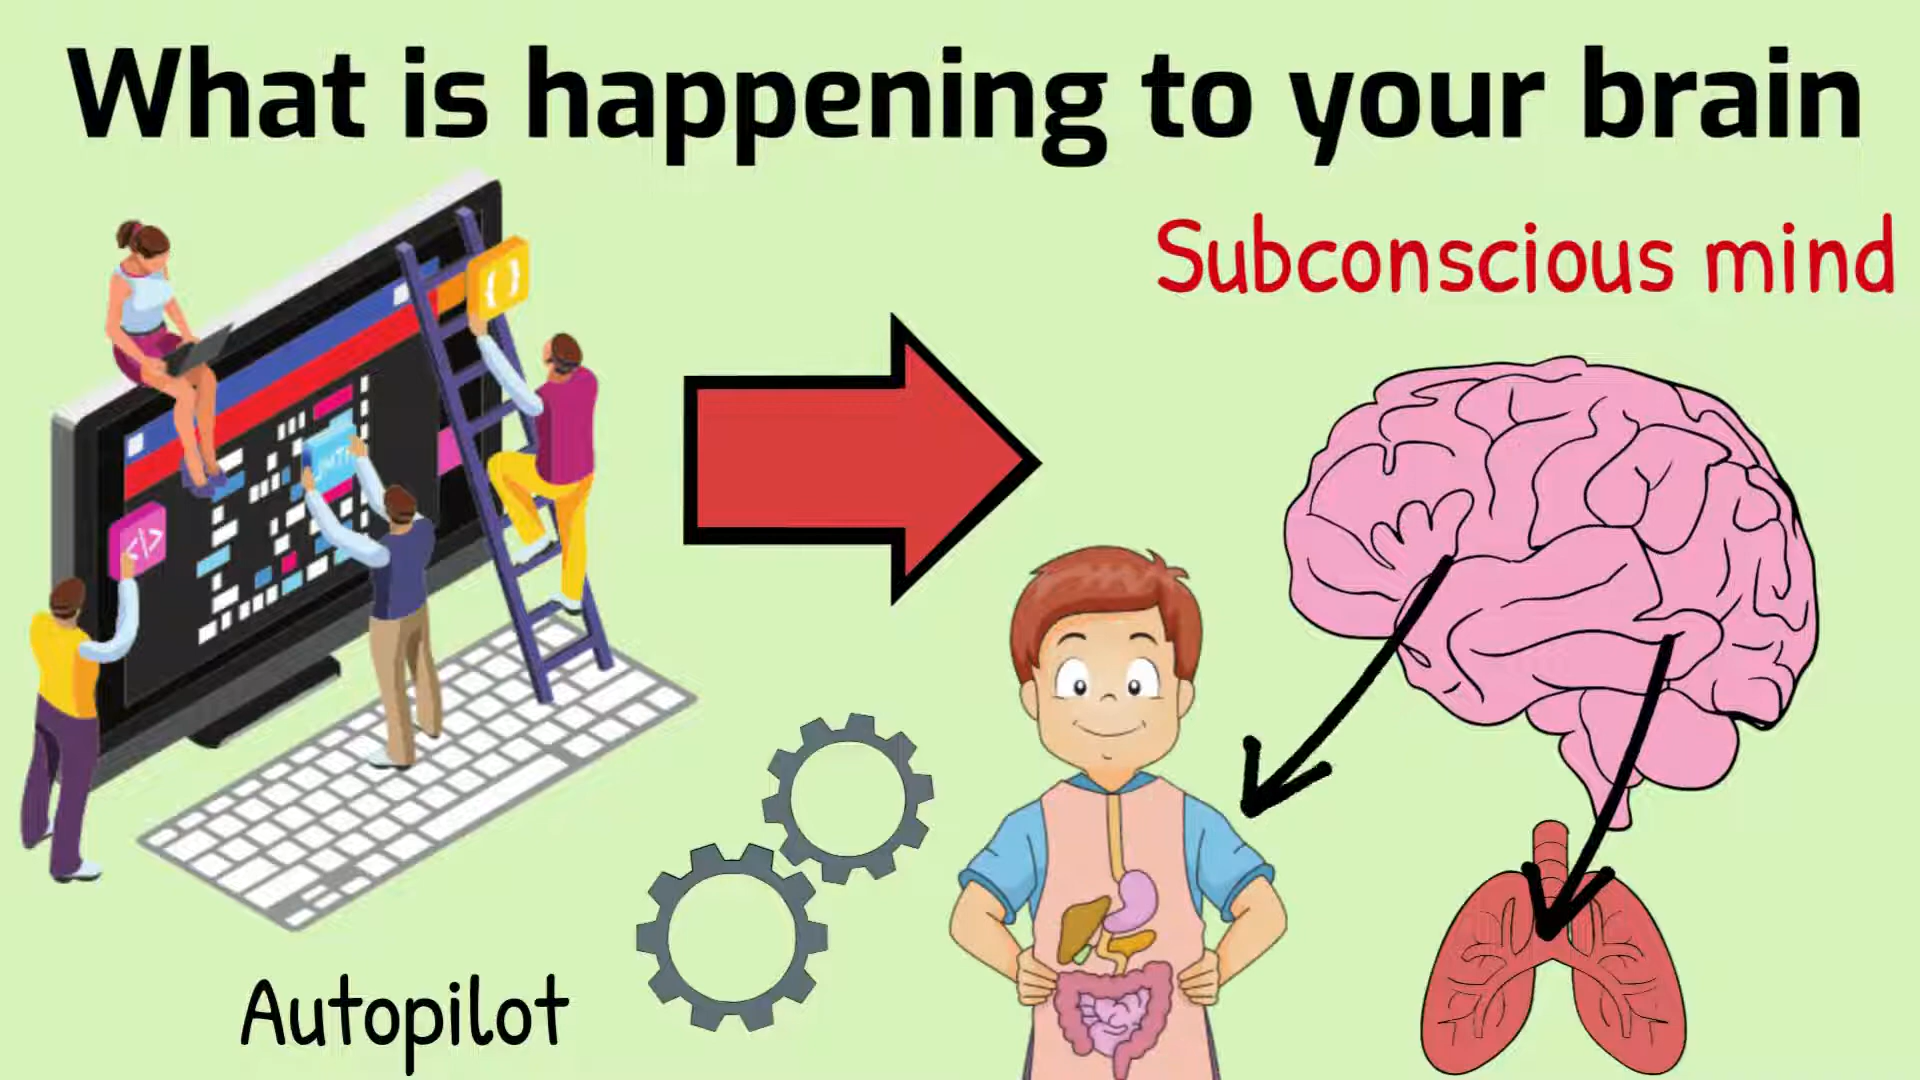 What is happening to your brain
Subconscious mind
{ }
</>
Autopilot